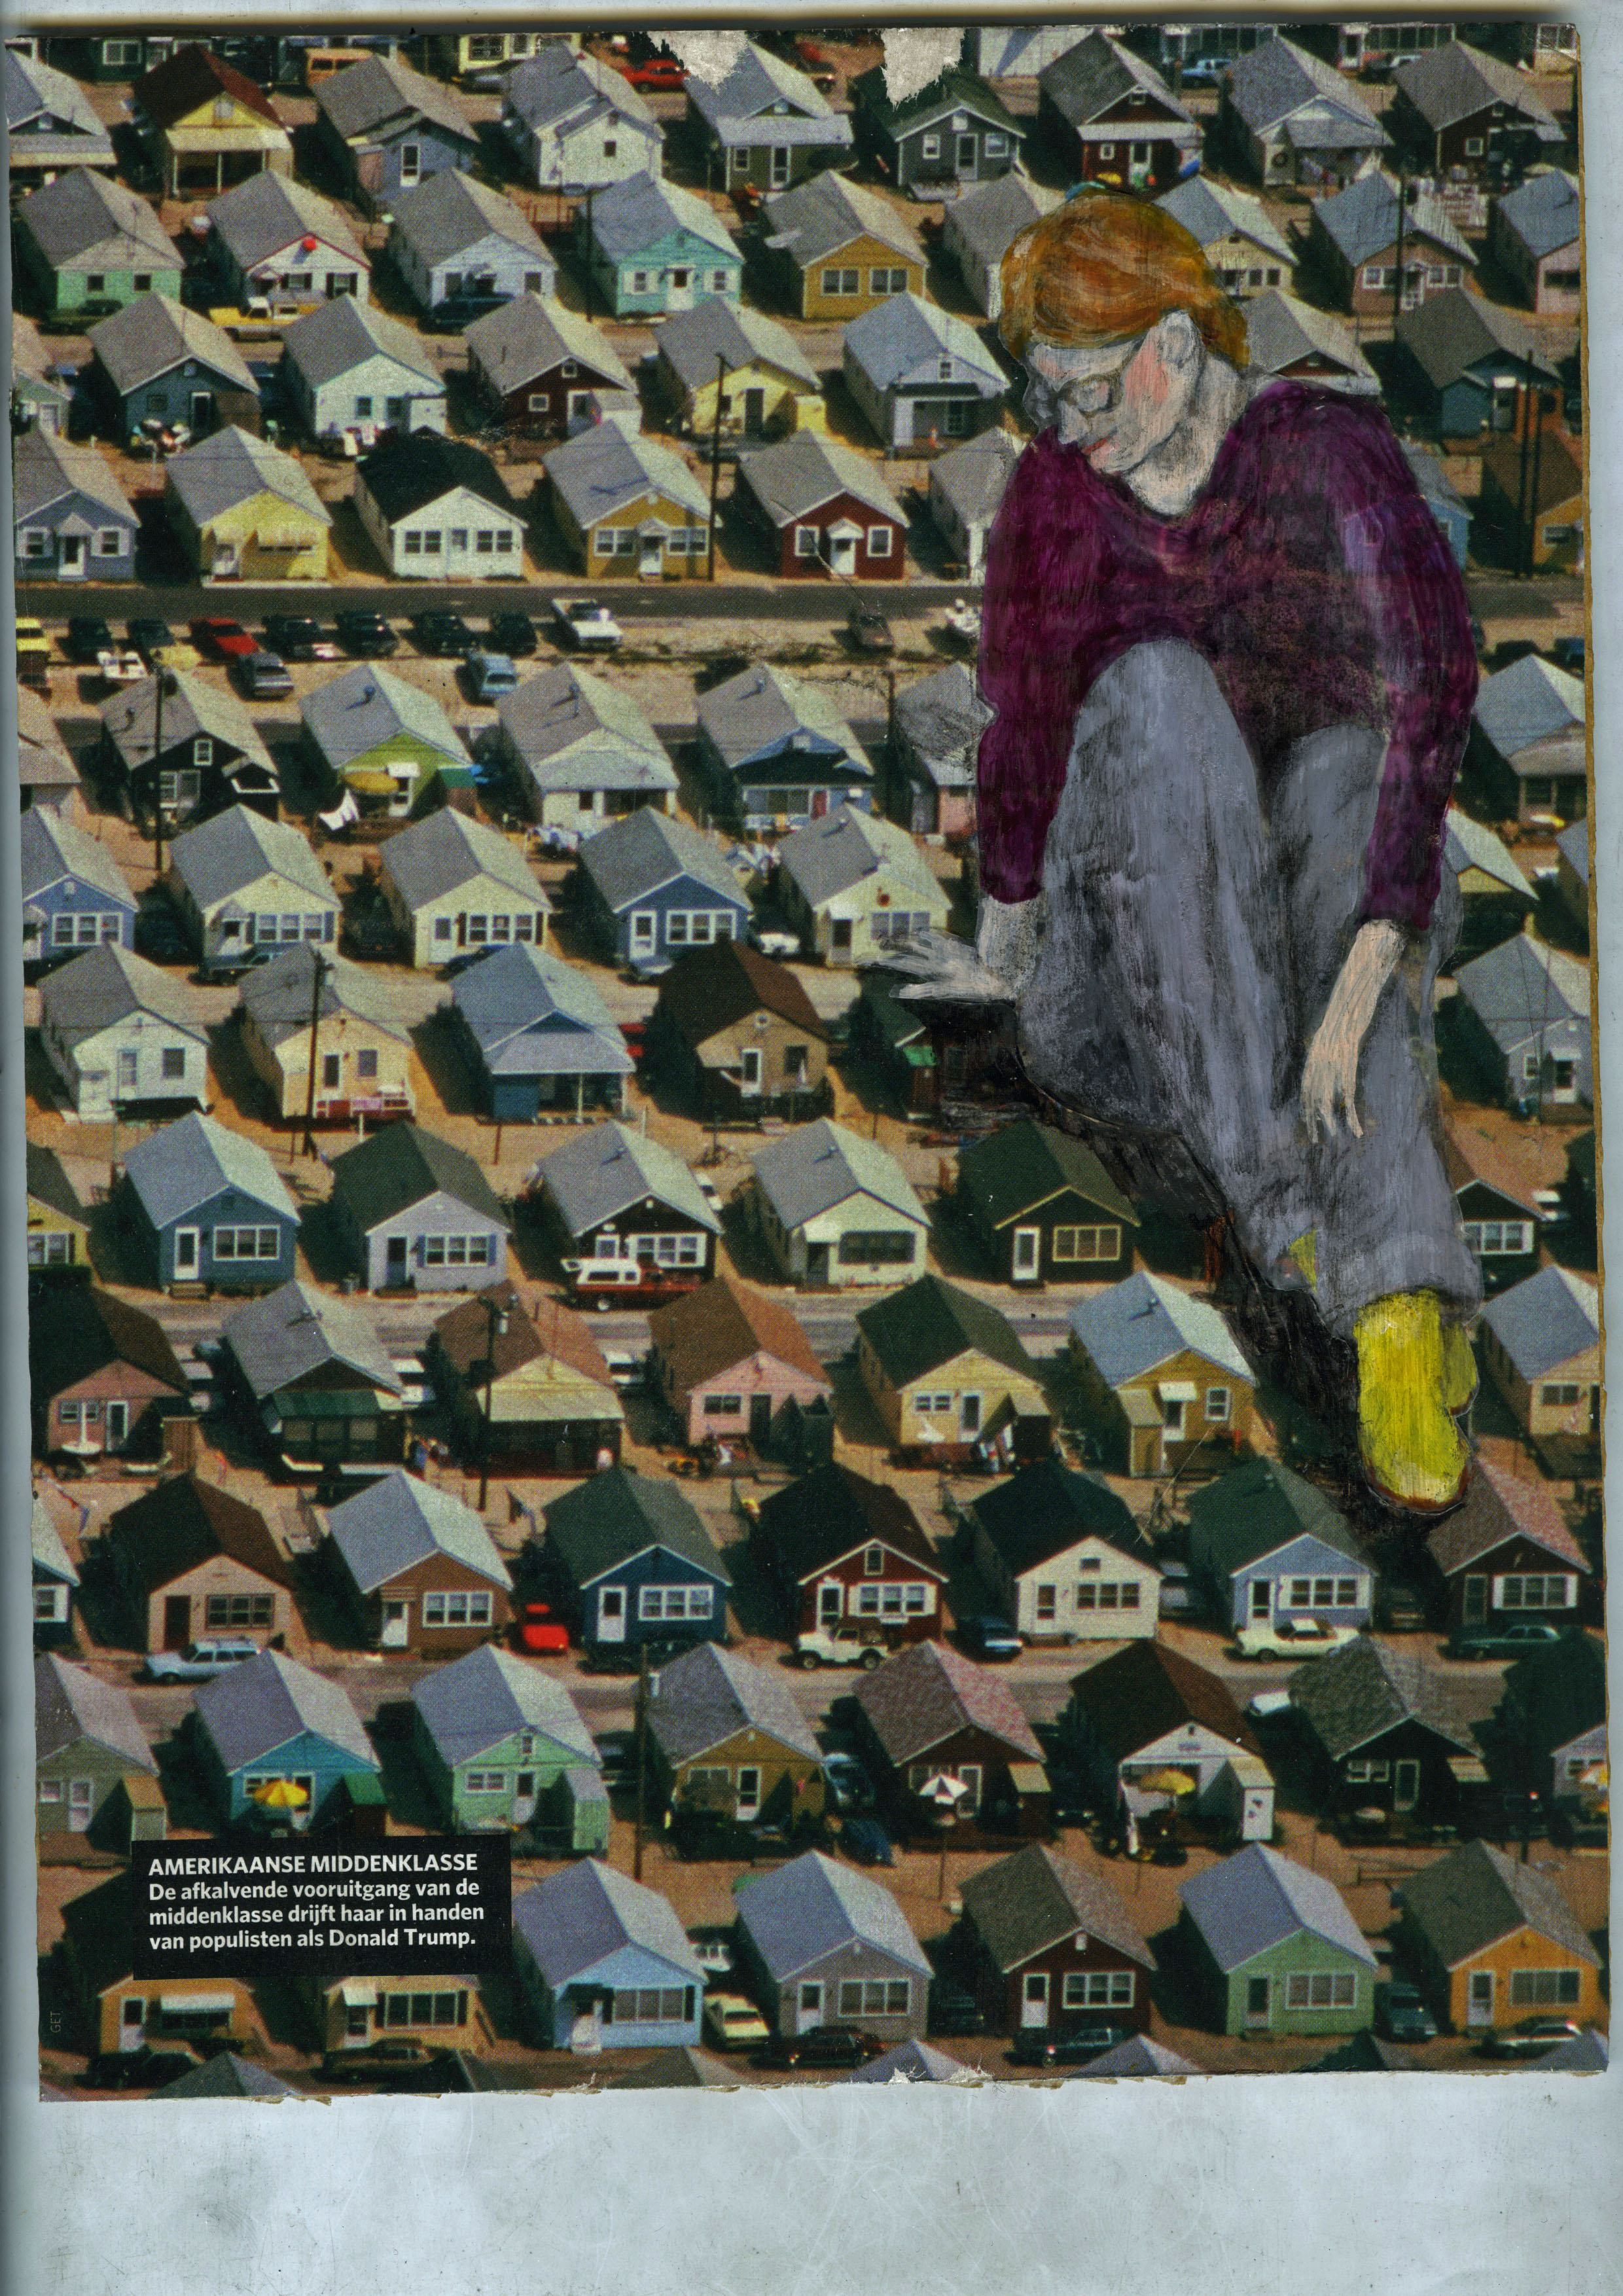 AMERIKAANSE MIDDENKLASSE
De afkalvende vooruitgang van de
middenklasse drijft haar in handen
van populisten als Donald Trump.
GET